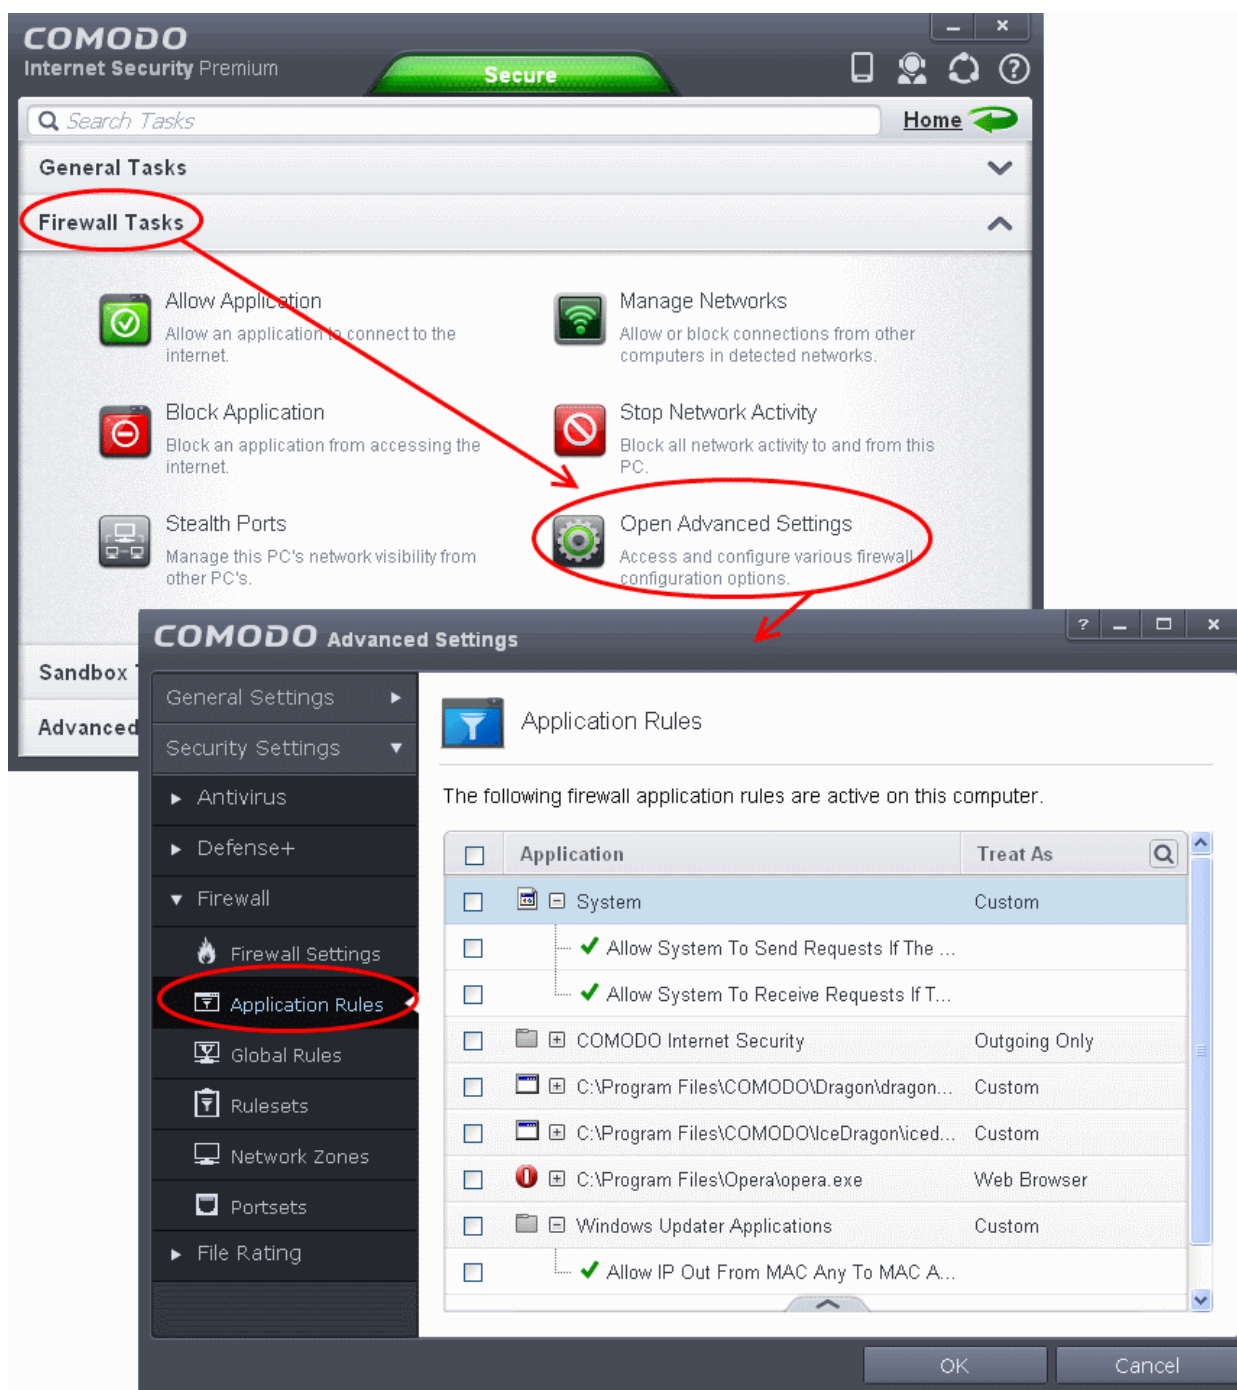 COMODO
Internet Security Premium
Secure
Search Tasks
Home
General Tasks
Firewall Tasks
Allow Application
Allow an application to connect to the
internet.
Manage Networks
Allow or block connections from other
computers in detected networks.
Block Application
Block an application from accessing the
internet.
Stop Network Activity
Block all network activity to and from this
PC.
Stealth Ports
Manage this PC's network visibility from
other PC's.
Open Advanced Settings
Access and configure various firewall
configuration options.
Sandbox
Advanced
COMODO Advanced Settings
?
General Settings
Security Settings
Antivirus
Defense+
Firewall
Firewall Settings
Application Rules
Global Rules
Rulesets
Network Zones
Portsets
File Rating
Application Rules
The following firewall application rules are active on this computer.
Application Treat As
System Custom
Allow System To Send Requests If The ...
Allow System To Receive Requests If T...
COMODO Internet Security Outgoing Only
C:\Program Files\COMODO\Dragon\dragon... Custom
C:\Program Files\COMODO\IceDragon\iced... Custom
C:\Program Files\Opera\opera.exe Web Browser
Windows Updater Applications Custom
Allow IP Out From MAC Any To MAC A...
OK Cancel